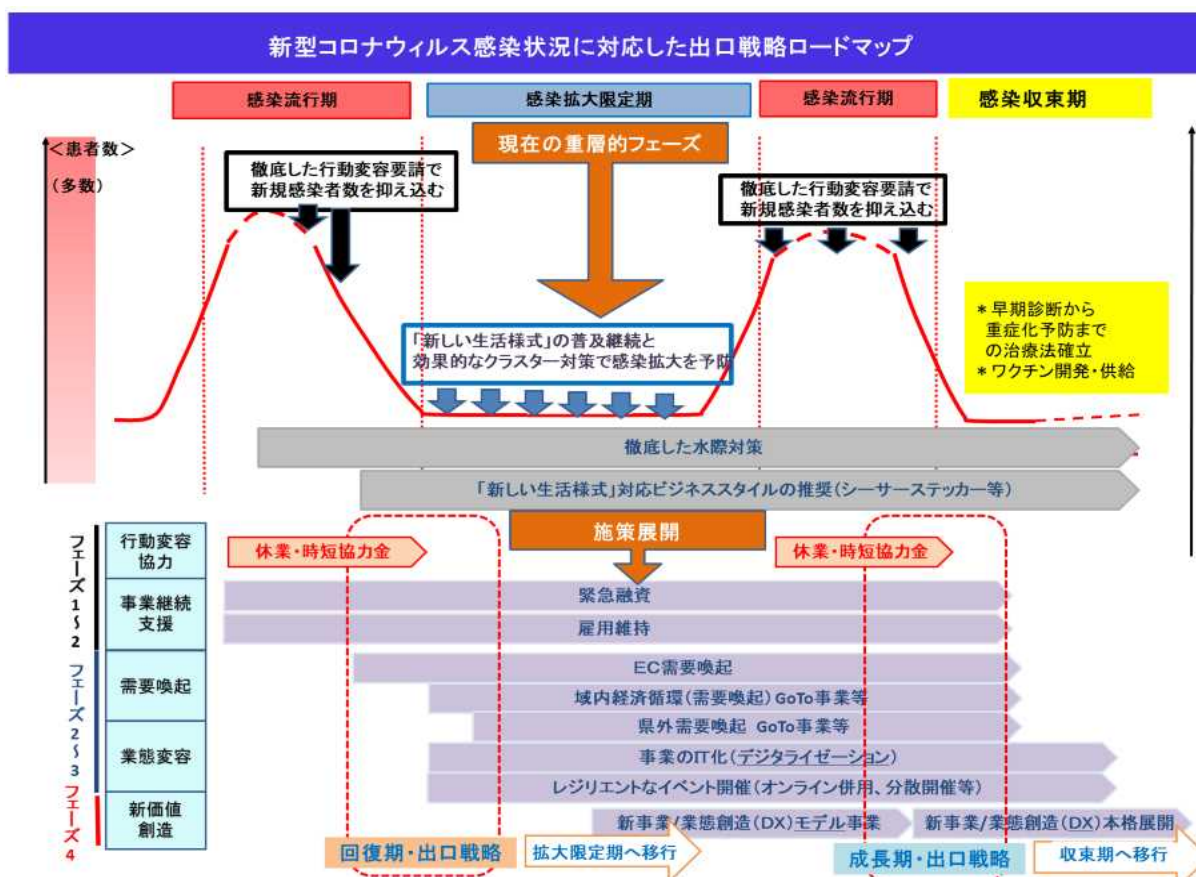 新型コロナウィルス感染状況に対応した出口戦略ロードマップ
感染流行期
感染拡大限定期
感染流行期
感染収束期
<患者数>
(多数)
現在の重層的フェーズ
徹底した行動変容要請で
新規感染者数を抑え込む
徹底した行動変容要請で
新規感染者数を抑え込む
「新しい生活様式」の普及継続と
効果的なクラスター対策で感染拡大を予防
*早期診断から
重症化予防まで
の治療法確立
*ワクチン開発・供給
徹底した水際対策
「新しい生活様式」対応ビジネススタイルの推奨(シーサーステッカー等)
施策展開
フェーズ1~2
行動変容
協力
休業・時短協力金
休業・時短協力金
事業継続
支援
緊急融資
雇用維持
フェーズ2~3
需要喚起
EC需要喚起
域内経済循環(需要喚起) GoTo事業等
県外需要喚起 GoTo事業等
業態変容
事業のIT化(デジタライゼーション)
レジリエントなイベント開催(オンライン併用、分散開催等)
フェーズ4
新価値
創造
新事業/業態創造(DX)モデル事業
新事業/業態創造(DX)本格展開
回復期・出口戦略
拡大限定期へ移行
成長期・出口戦略
収束期へ移行